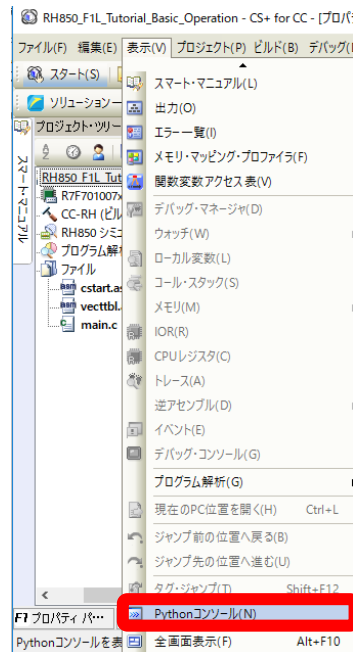 RH850_F1L_Tutorial_Basic_Operation - CS+ for CC - [プロパ
ファイル(F) 編集(E) 表示(V) プロジェクト(P) ビルド(B) デバッグ(
スタート(S)
ソリューション
プロジェクト・ツリー
スマート・マニュアル
RH850_F1L_Tut
R7F701007x
CC-RH (ビル
RH850 シミュ
プログラム解
ファイル
cstart.as
vecttbl.
main.c
スマート・マニュアル(L)
出力(O)
エラー一覧(I)
メモリ・マッピング・プロファイラ(F)
関数変数アクセス表(V)
デバッグ・マネージャ(D)
ウォッチ(W)
ローカル変数(L)
コール・スタック(S)
メモリ(M)
IOR(R)
CPUレジスタ(C)
トレース(A)
逆アセンブル(D)
イベント(E)
デバッグ・コンソール(G)
プログラム解析(G)
現在のPC位置を開く(H) Ctrl+L
ジャンプ前の位置へ戻る(B)
ジャンプ先の位置へ進む(U)
タグ・ジャンプ(T) Shift+F12
Pythonコンソール(N)
全画面表示(F) Alt+F10
F1 プロパティ パ…
Pythonコンソールを表